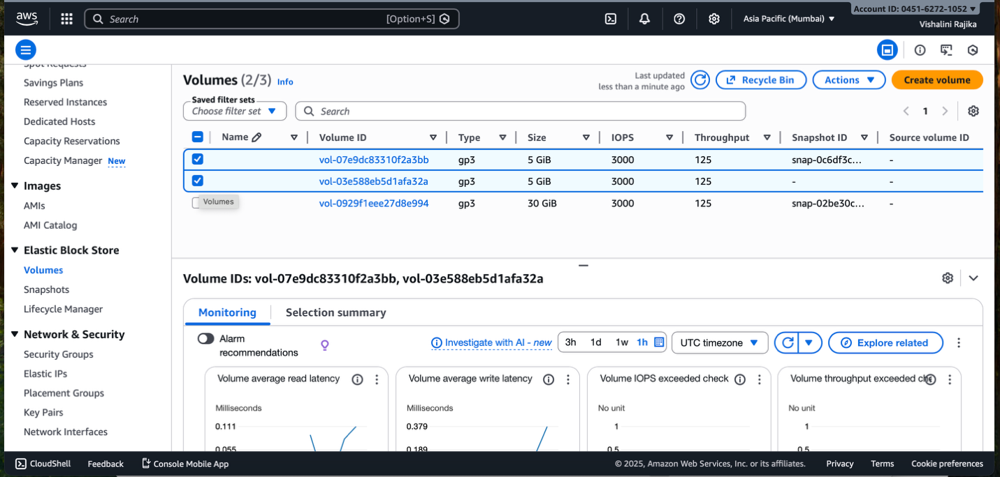 aws
Search [Option+S]
Asia Pacific (Mumbai)
Account ID: 0451-6272-1052
Vishalini Rajika
Spot Requests
Savings Plans
Reserved Instances
Dedicated Hosts
Capacity Reservations
Capacity Manager New
Images
AMIs
AMI Catalog
Elastic Block Store
Volumes
Snapshots
Lifecycle Manager
Network & Security
Security Groups
Elastic IPs
Placement Groups
Key Pairs
Network Interfaces
Volumes (2/3) Info
Last updated
less than a minute ago
Recycle Bin
Actions
Create volume
Saved filter sets
Choose filter set
Search
1
Name Volume ID Type Size IOPS Throughput Snapshot ID Source volume ID
vol-07e9dc83310f2a3bb gp3 5 GiB 3000 125 snap-0c6df3c... -
vol-03e588eb5d1afa32a gp3 5 GiB 3000 125 - -
Volumes
vol-0929f1eee27d8e994 gp3 30 GiB 3000 125 snap-02be30c... -
Volume IDs: vol-07e9dc83310f2a3bb, vol-03e588eb5d1afa32a
Monitoring Selection summary
Alarm
recommendations
Investigate with AI - new
3h 1d 1w 1h
UTC timezone
Explore related
Volume average read latency
Milliseconds
0.111
0.055
Volume average write latency
Milliseconds
0.379
0.189
Volume IOPS exceeded check
No unit
1
0.5
Volume throughput exceeded
No unit
1
0.5
CloudShell Feedback Console Mobile App
© 2025, Amazon Web Services, Inc. or its affiliates. Privacy Terms Cookie preferences